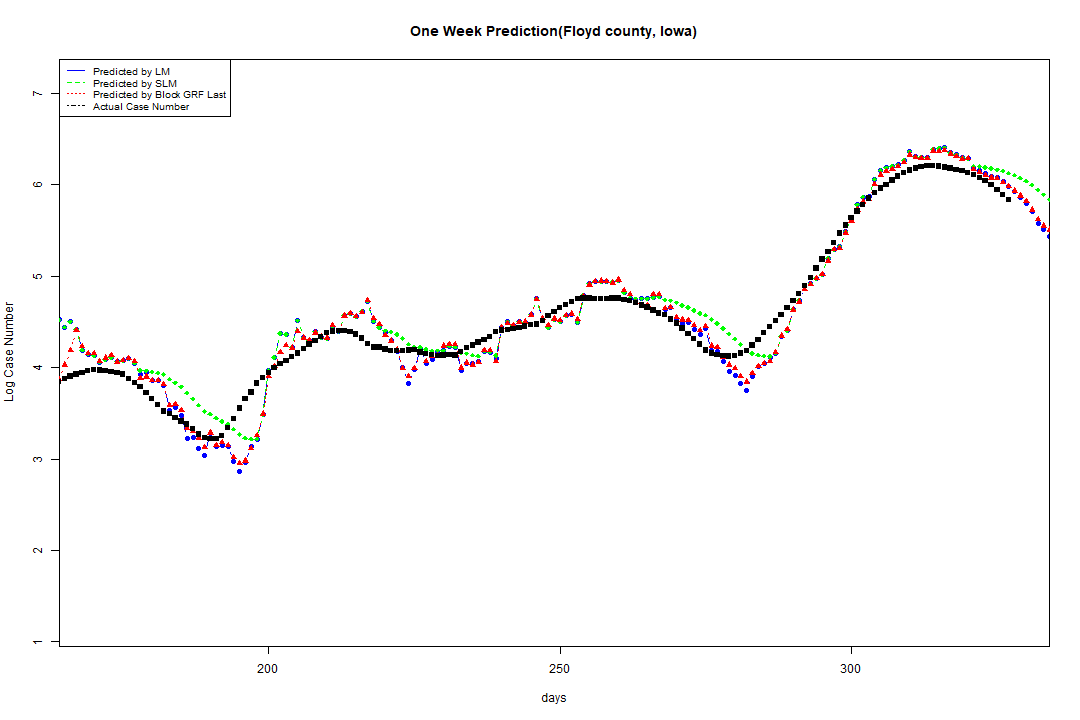 One Week Prediction(Floyd county, Iowa)
Predicted by LM
Predicted by SLM
Predicted by Block GRF Last
Actual Case Number
7
6
5
4
3
2
1
Log Case Number
200
250
300
days